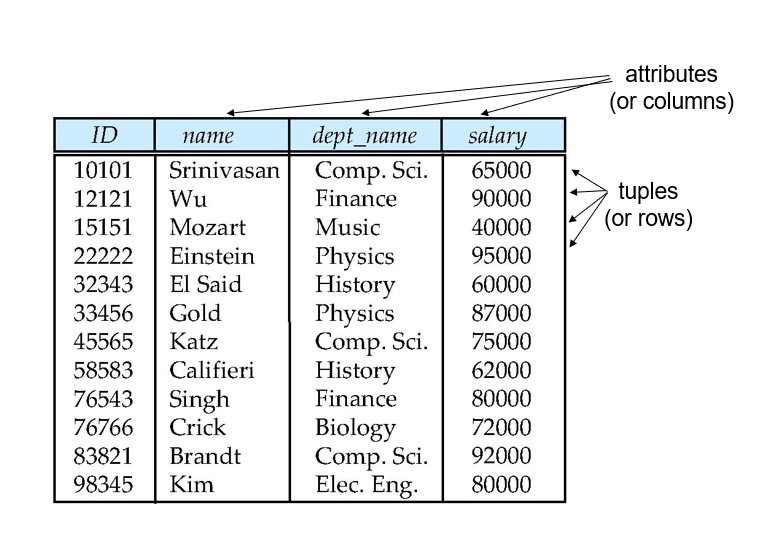 attributes
(or columns)
ID name dept_name salary
10101 Srinivasan Comp. Sci. 65000
12121 Wu Finance 90000
15151 Mozart Music 40000
22222 Einstein Physics 95000
32343 El Said History 60000
33456 Gold Physics 87000
45565 Katz Comp. Sci. 75000
58583 Califieri History 62000
76543 Singh Finance 80000
76766 Crick Biology 72000
83821 Brandt Comp. Sci. 92000
98345 Kim Elec. Eng. 80000
tuples
(or rows)